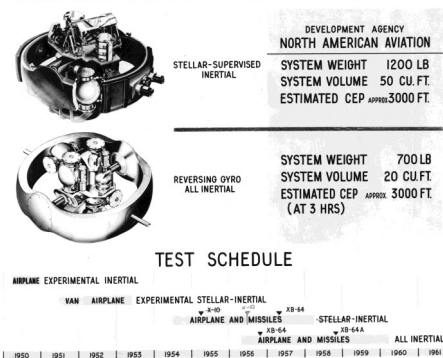 DEVELOPMENT AGENCY
NORTH AMERICAN AVIATION
STELLAR-SUPERVISED
INERTIAL
SYSTEM WEIGHT 1200 LB
SYSTEM VOLUME 50 CU.FT.
ESTIMATED CEP APPROX 3000 FT.
REVERSING GYRO
ALL INERTIAL
SYSTEM WEIGHT 700 LB
SYSTEM VOLUME 20 CU.FT.
ESTIMATED CEP APPROX. 3000 FT.
(AT 3 HRS)
TEST SCHEDULE
AIRPLANE EXPERIMENTAL INERTIAL
VAN AIRPLANE EXPERIMENTAL STELLAR-INERTIAL
X-10 XB-64
AIRPLANE AND MISSILES -STELLAR-INERTIAL
XB-64 XB-64A
AIRPLANE AND MISSILES ALL INERTIAL
1950 1951 1952 1953 1954 1955 1956 1957 1958 1959 1960 1961